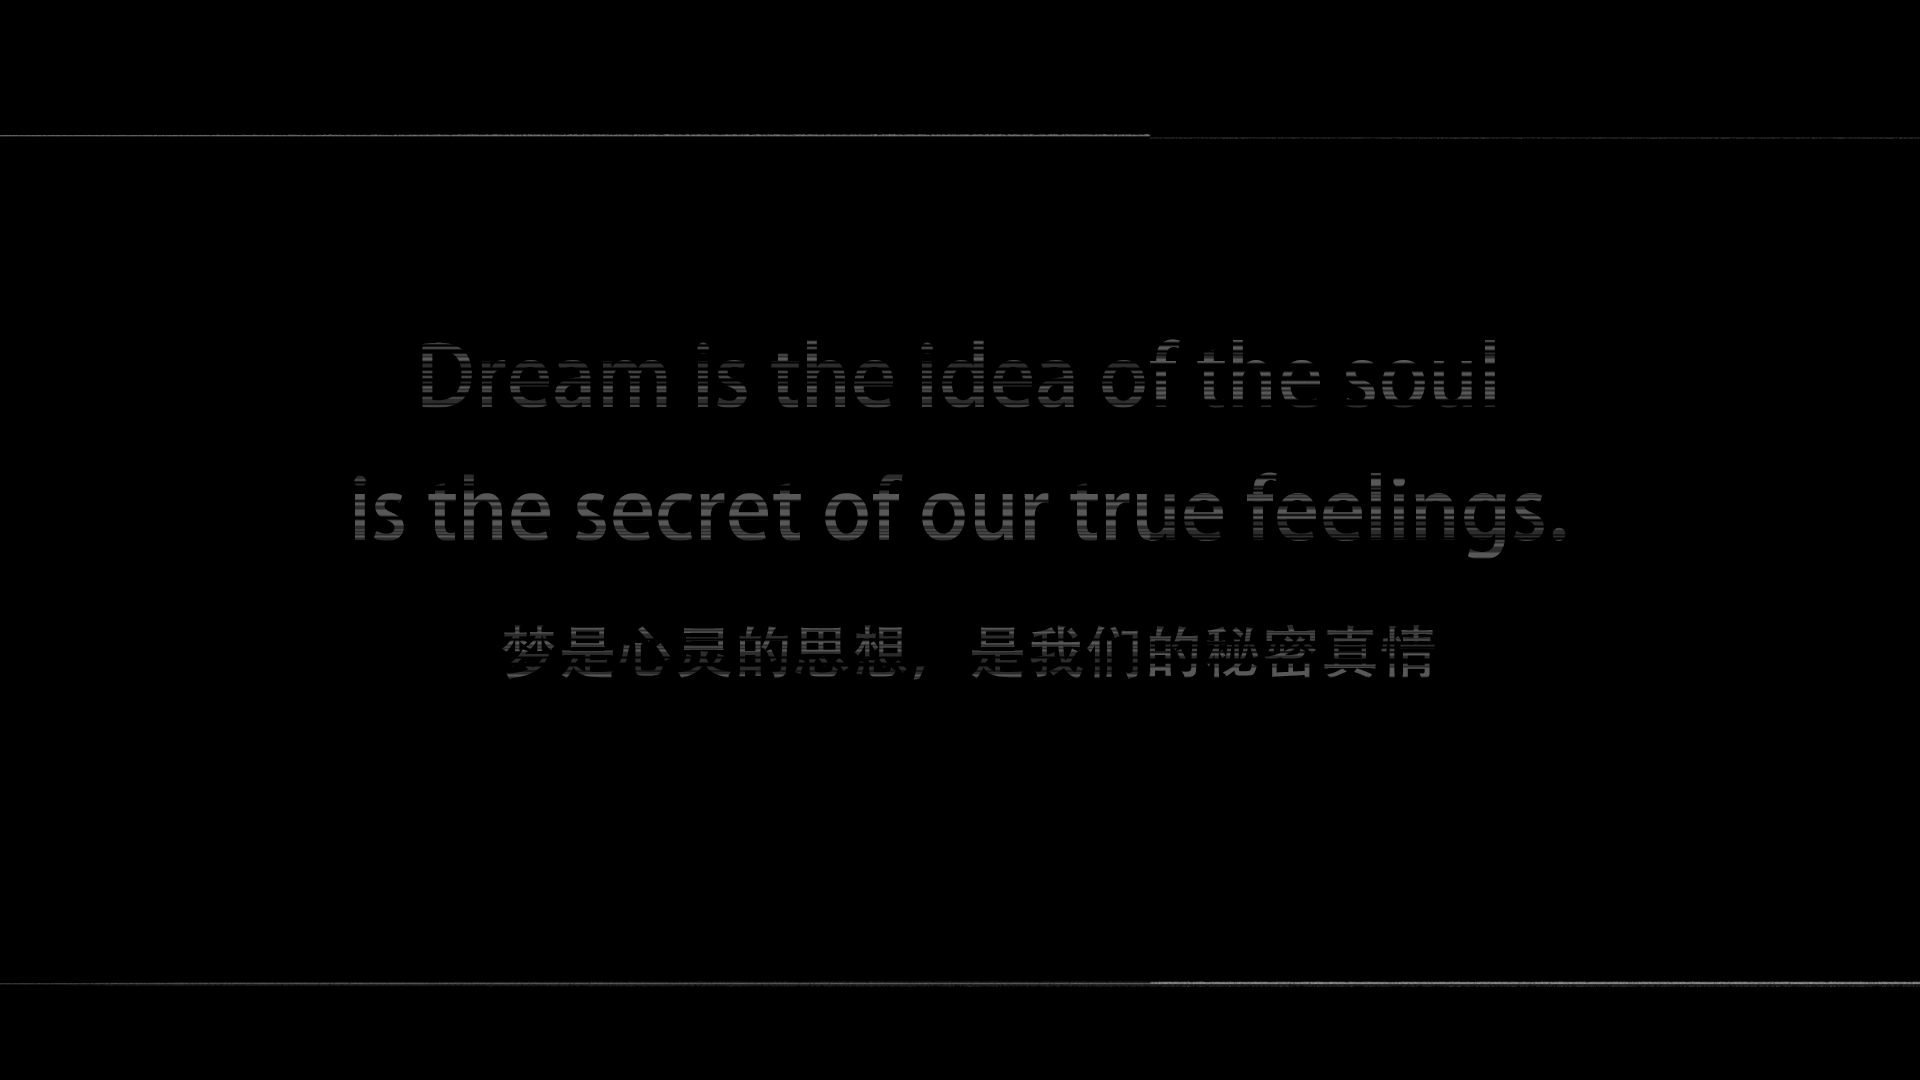 Dream is the idea of the soul
is the secret of our true feelings.
梦是心灵的思想，是我们的秘密真情